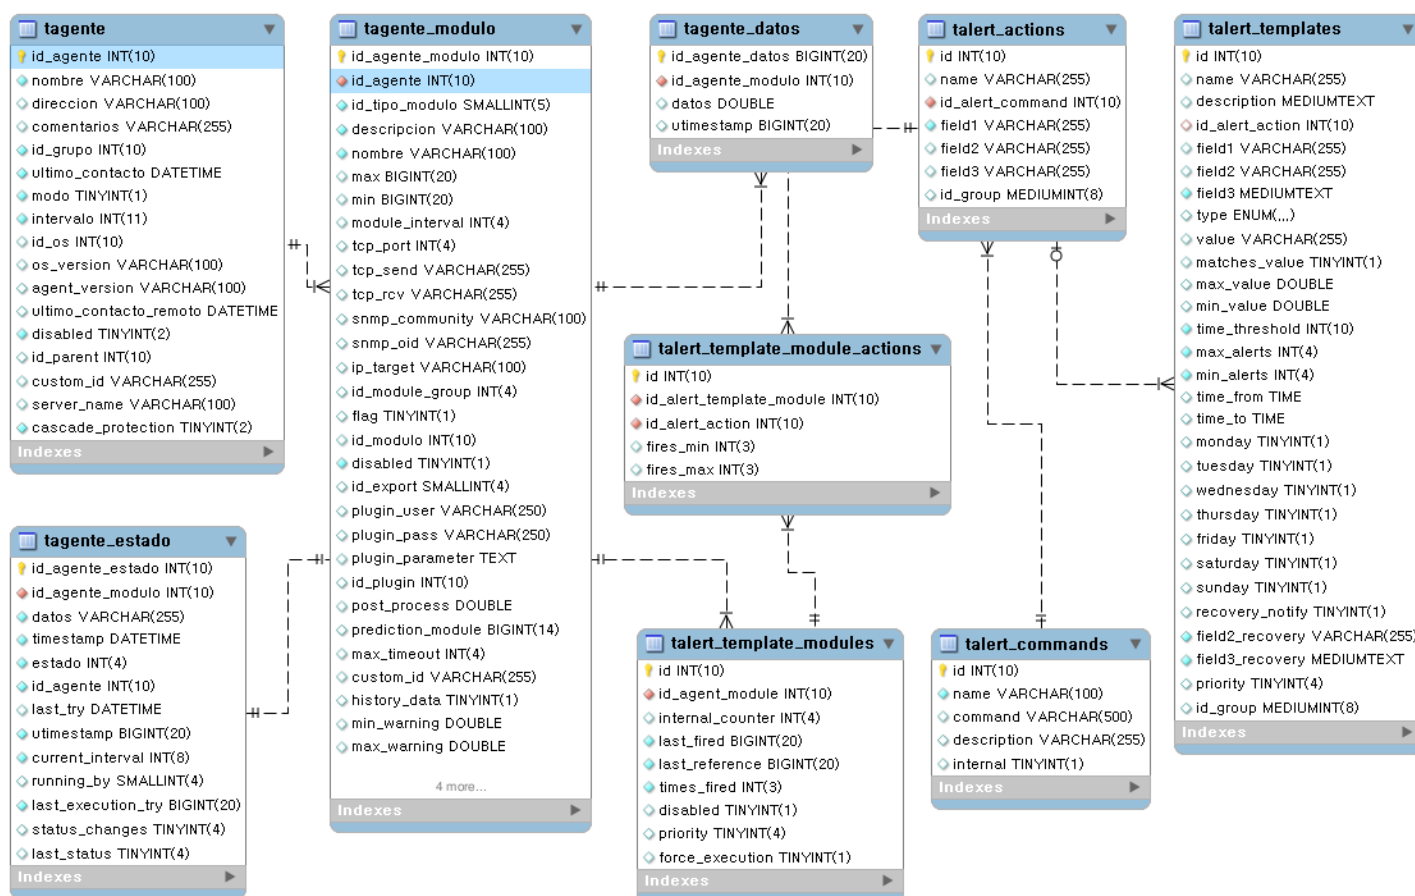 tagente
id_agente INT(10)
nombre VARCHAR(100)
direccion VARCHAR(100)
comentarios VARCHAR(255)
id_grupo INT(10)
ultimo_contacto DATETIME
modo TINYINT(1)
intervalo INT(11)
id_os INT(10)
os_version VARCHAR(100)
agent_version VARCHAR(100)
ultimo_contacto_remoto DATETIME
disabled TINYINT(2)
id_parent INT(10)
custom_id VARCHAR(255)
server_name VARCHAR(100)
cascade_protection TINYINT(2)
Indexes
tagente_estado
id_agente_estado INT(10)
id_agente_modulo INT(10)
datos VARCHAR(255)
timestamp DATETIME
estado INT(4)
id_agente INT(10)
last_try DATETIME
utimestamp BIGINT(20)
current_interval INT(8)
running_by SMALLINT(4)
last_execution_try BIGINT(20)
status_changes TINYINT(4)
last_status TINYINT(4)
Indexes
tagente_modulo
id_agente_modulo INT(10)
id_agente INT(10)
id_tipo_modulo SMALLINT(5)
descripcion VARCHAR(100)
nombre VARCHAR(100)
max BIGINT(20)
min BIGINT(20)
module_interval INT(4)
tcp_port INT(4)
tcp_send VARCHAR(255)
tcp_rcv VARCHAR(255)
snmp_community VARCHAR(100)
snmp_oid VARCHAR(255)
ip_target VARCHAR(100)
id_module_group INT(4)
flag TINYINT(1)
id_modulo INT(10)
disabled TINYINT(1)
id_export SMALLINT(4)
plugin_user VARCHAR(250)
plugin_pass VARCHAR(250)
plugin_parameter TEXT
id_plugin INT(10)
post_process DOUBLE
prediction_module BIGINT(14)
max_timeout INT(4)
custom_id VARCHAR(255)
history_data TINYINT(1)
min_warning DOUBLE
max_warning DOUBLE
4 more...
Indexes
tagente_datos
id_agente_datos BIGINT(20)
id_agente_modulo INT(10)
datos DOUBLE
utimestamp BIGINT(20)
Indexes
talert_template_module_actions
id INT(10)
id_alert_template_module INT(10)
id_alert_action INT(10)
fires_min INT(3)
fires_max INT(3)
Indexes
talert_template_modules
id INT(10)
id_agent_module INT(10)
internal_counter INT(4)
last_fired BIGINT(20)
last_reference BIGINT(20)
times_fired INT(3)
disabled TINYINT(1)
priority TINYINT(4)
force_execution TINYINT(1)
Indexes
talert_actions
id INT(10)
name VARCHAR(255)
id_alert_command INT(10)
field1 VARCHAR(255)
field2 VARCHAR(255)
field3 VARCHAR(255)
id_group MEDIUMINT(8)
Indexes
talert_commands
id INT(10)
name VARCHAR(100)
command VARCHAR(500)
description VARCHAR(255)
internal TINYINT(1)
Indexes
talert_templates
id INT(10)
name VARCHAR(255)
description MEDIUMTEXT
id_alert_action INT(10)
field1 VARCHAR(255)
field2 VARCHAR(255)
field3 MEDIUMTEXT
type ENUM(,,,)
value VARCHAR(255)
matches_value TINYINT(1)
max_value DOUBLE
min_value DOUBLE
time_threshold INT(10)
max_alerts INT(4)
min_alerts INT(4)
time_from TIME
time_to TIME
monday TINYINT(1)
tuesday TINYINT(1)
wednesday TINYINT(1)
thursday TINYINT(1)
friday TINYINT(1)
saturday TINYINT(1)
sunday TINYINT(1)
recovery_notify TINYINT(1)
field2_recovery VARCHAR(255)
field3_recovery MEDIUMTEXT
priority TINYINT(4)
id_group MEDIUMINT(8)
Indexes